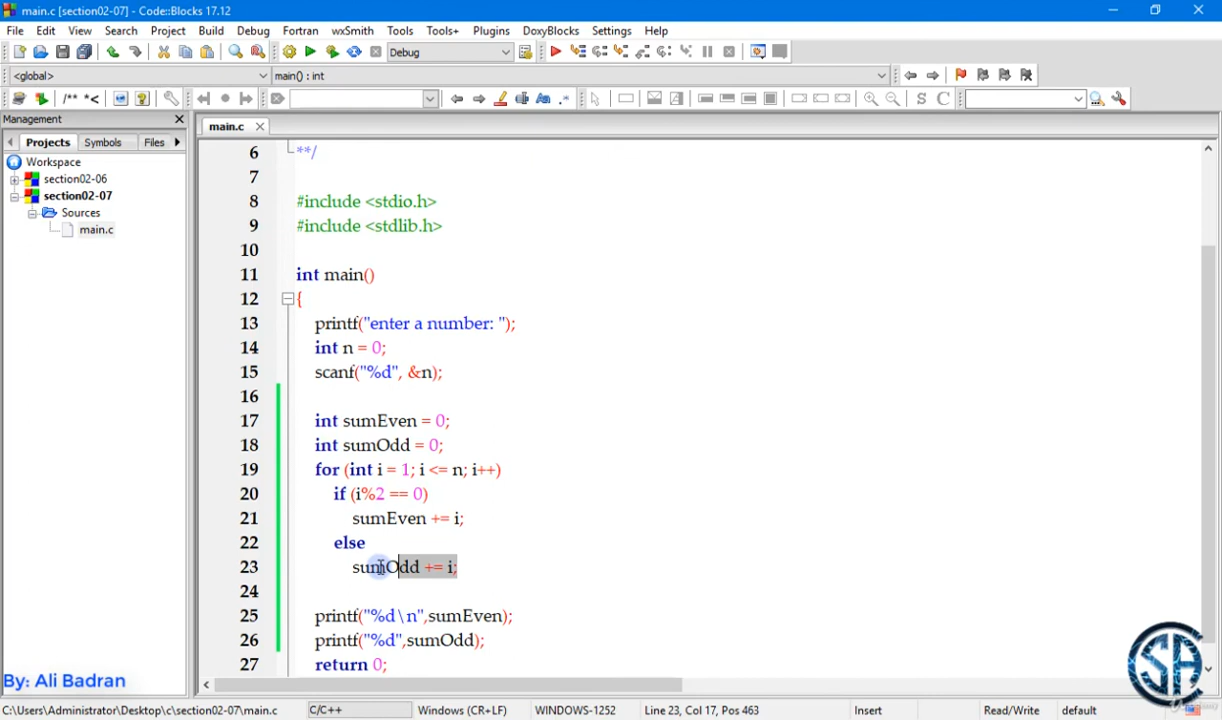 main.c [section02-07] - Code::Blocks 17.12
File Edit View Search Project Build Debug Fortran wxSmith Tools Tools+ Plugins DoxyBlocks Settings Help
Debug
<global> main() : int
/** *< S C
Management
Projects Symbols Files
main.c
Workspace
section02-06
section02-07
Sources
main.c
6 **/
7
8 #include <stdio.h>
9 #include <stdlib.h>
10
11 int main()
12 {
13 printf("enter a number: ");
14 int n = 0;
15 scanf("%d", &n);
16
17 int sumEven = 0;
18 int sumOdd = 0;
19 for (int i = 1; i <= n; i++)
20 if (i%2 == 0)
21 sumEven += i;
22 else
23 sumOdd += i;
24
25 printf("%d\n",sumEven);
26 printf("%d",sumOdd);
27 return 0;
By: Ali Badran
C:\Users\Administrator\Desktop\c\section02-07\main.c C/C++ Windows (CR+LF) WINDOWS-1252 Line 23, Col 17, Pos 463 Insert Read/Write default